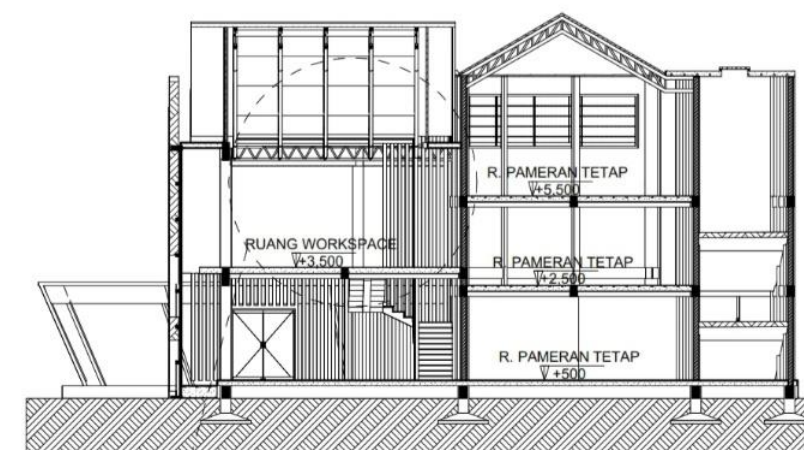 R. PAMERAN TETAP
+5,500
RUANG WORKSPACE
+3,500
R. PAMERAN TETAP
+2,500
R. PAMERAN TETAP
+500